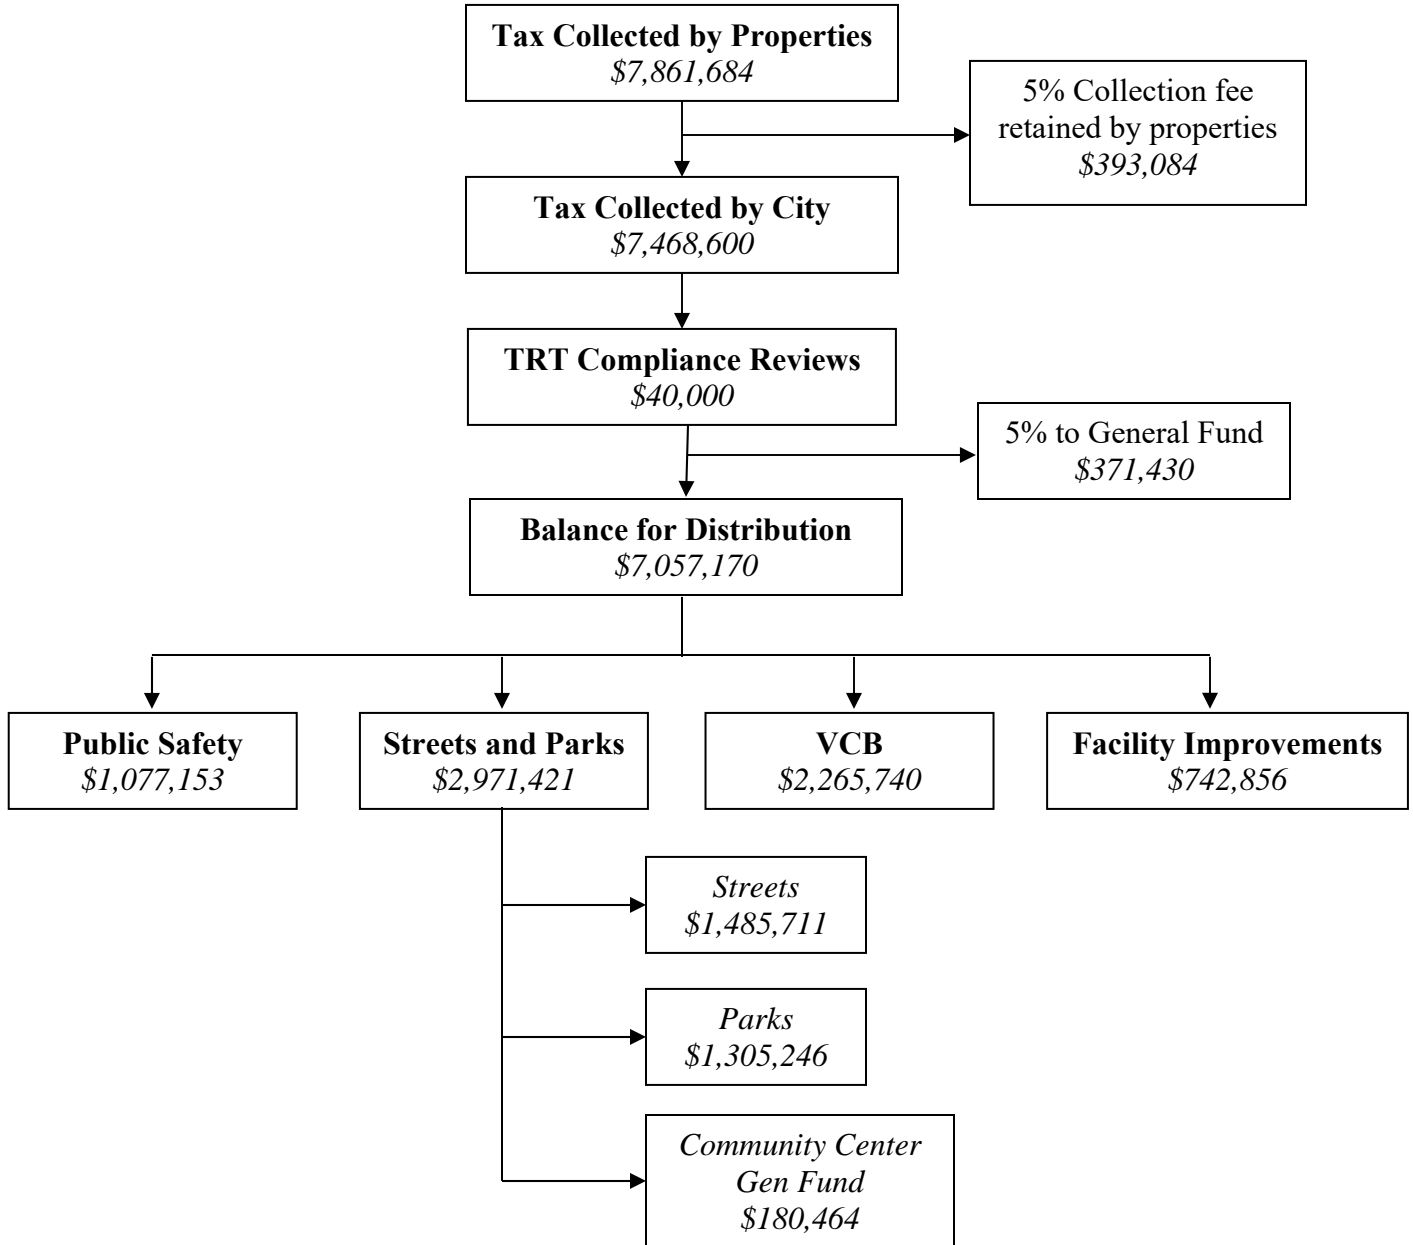 Tax Collected by Properties
$7,861,684
5% Collection fee
retained by properties
$393,084
Tax Collected by City
$7,468,600
TRT Compliance Reviews
$40,000
5% to General Fund
$371,430
Balance for Distribution
$7,057,170
Public Safety
$1,077,153
Streets and Parks
$2,971,421
VCB
$2,265,740
Facility Improvements
$742,856
Streets
$1,485,711
Parks
$1,305,246
Community Center
Gen Fund
$180,464